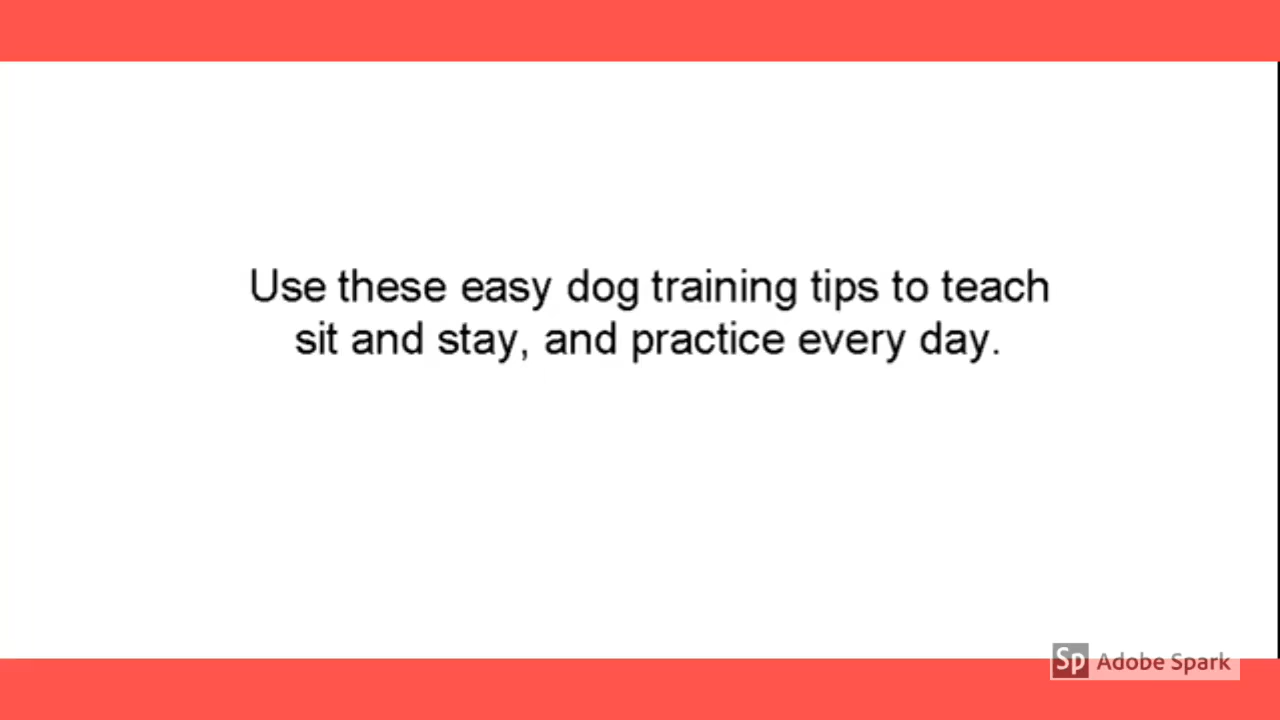 Use these easy dog training tips to teach
sit and stay, and practice every day.
Sp Adobe Spark